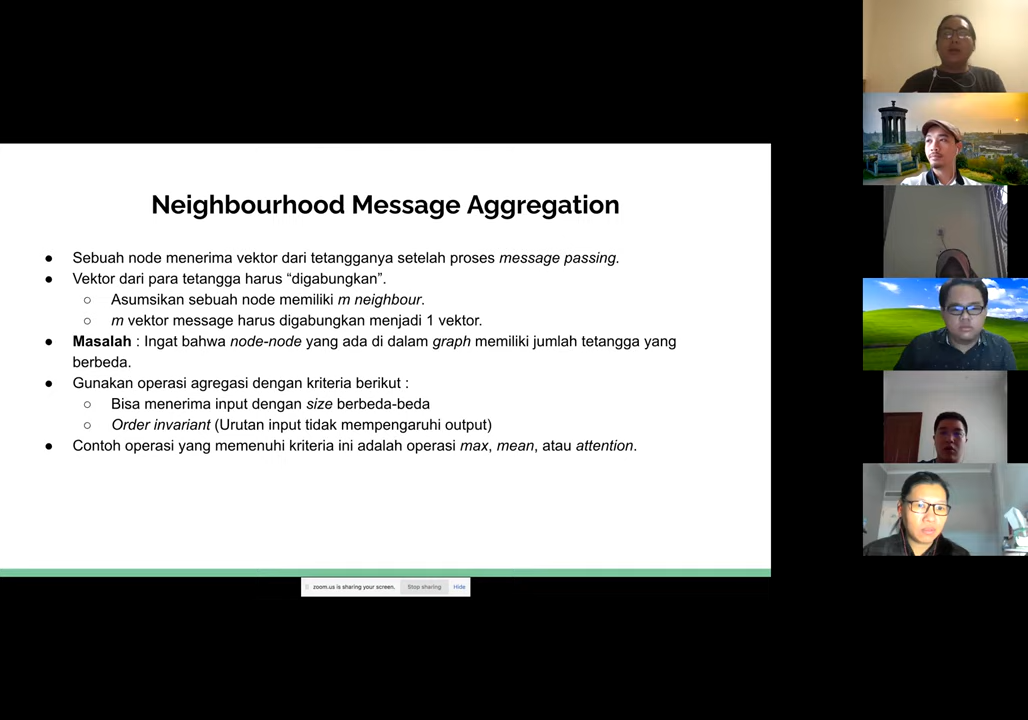 Neighbourhood Message Aggregation
● Sebuah node menerima vektor dari tetangganya setelah proses message passing.
● Vektor dari para tetangga harus “digabungkan”.
○ Asumsikan sebuah node memiliki m neighbour.
○ m vektor message harus digabungkan menjadi 1 vektor.
● Masalah : Ingat bahwa node-node yang ada di dalam graph memiliki jumlah tetangga yang
berbeda.
● Gunakan operasi agregasi dengan kriteria berikut :
○ Bisa menerima input dengan size berbeda-beda
○ Order invariant (Urutan input tidak mempengaruhi output)
● Contoh operasi yang memenuhi kriteria ini adalah operasi max, mean, atau attention.
zoom.us is sharing your screen. Stop sharing Hide